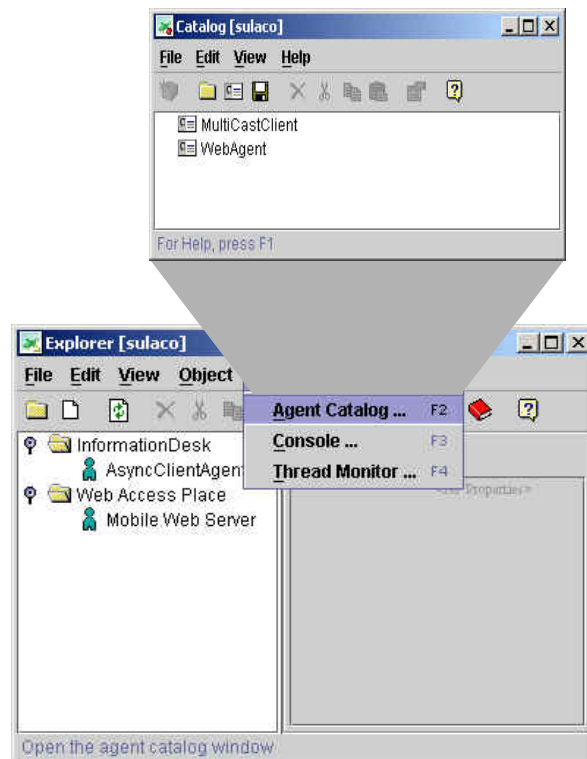 Catalog [sulaco]
File Edit View Help
MultiCastClient
WebAgent
For Help, press F1
Explorer [sulaco]
File Edit View Object
Agent Catalog ... F2
Console ... F3
Thread Monitor ... F4
InformationDesk
AsyncClientAgent
Web Access Place
Mobile Web Server
Properties>
Open the agent catalog window